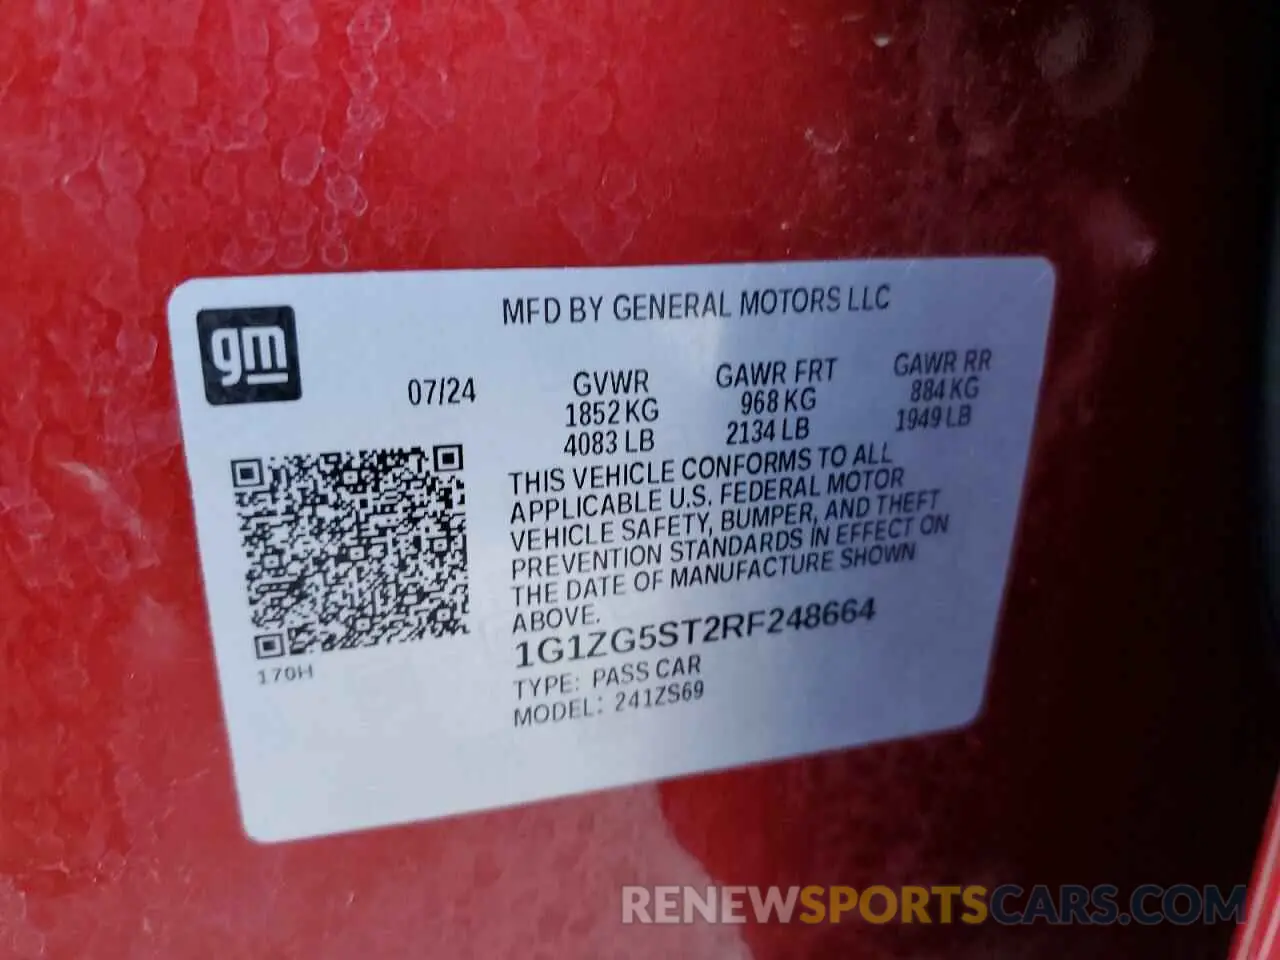 gm
MFD BY GENERAL MOTORS LLC
07/24
GVWR GAWR FRT GAWR RR
1852 KG 968 KG 884 KG
4083 LB 2134 LB 1949 LB
THIS VEHICLE CONFORMS TO ALL
APPLICABLE U.S. FEDERAL MOTOR
VEHICLE SAFETY, BUMPER, AND THEFT
PREVENTION STANDARDS IN EFFECT ON
THE DATE OF MANUFACTURE SHOWN
ABOVE.
1G1ZG5ST2RF248664
TYPE: PASS CAR
MODEL: 241ZS69
170H
RENEWSPORTSCARS.COM